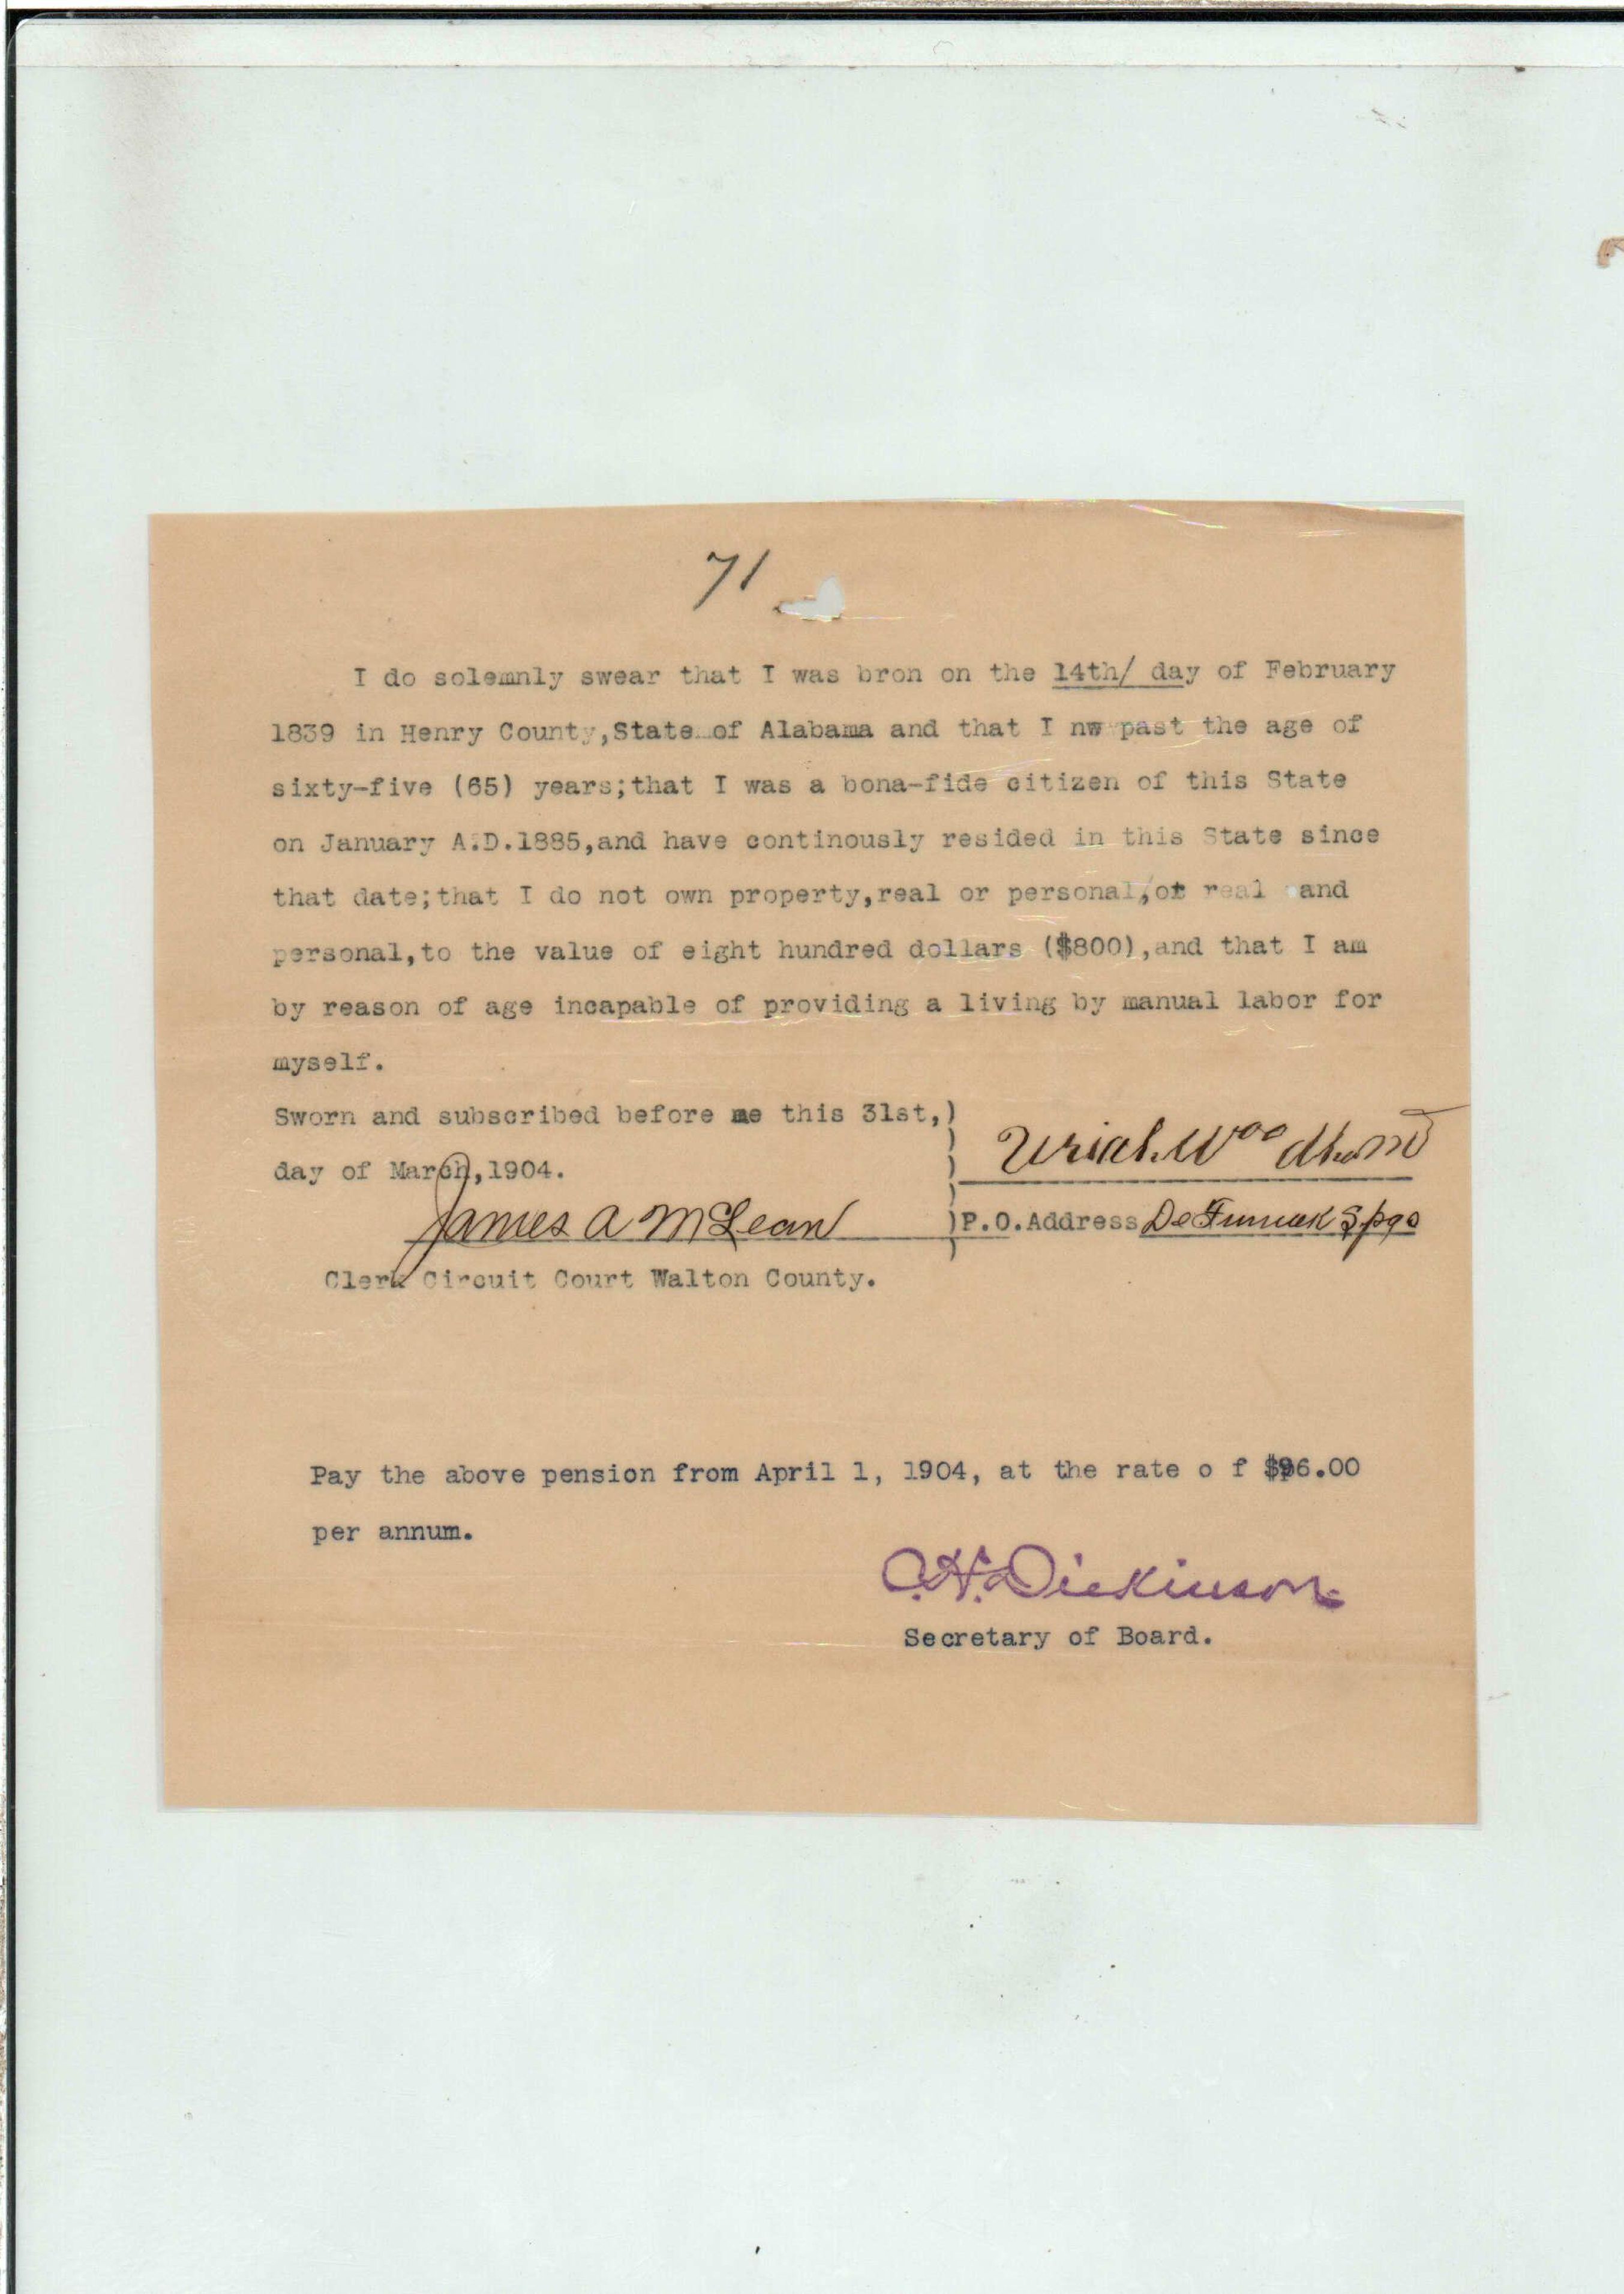 71
I do solemnly swear that I was bron on the 14th/ day of February
1839 in Henry County,State of Alabama and that I nw past the age of
sixty-five (65) years;that I was a bona-fide citizen of this State
on January A.D.1885,and have continously resided in this State since
that date;that I do not own property,real or personal,or real and
personal,to the value of eight hundred dollars ($800),and that I am
by reason of age incapable of providing a living by manual labor for
myself.
Sworn and subscribed before me this 31st,)
day of March,1904. )
Uriah. Woodham
James A McLean
)P.O.Address De Funiak Spgs
Clerk Circuit Court Walton County.
Pay the above pension from April 1, 1904, at the rate o f $96.00
per annum.
C.H. Dickinson
Secretary of Board.